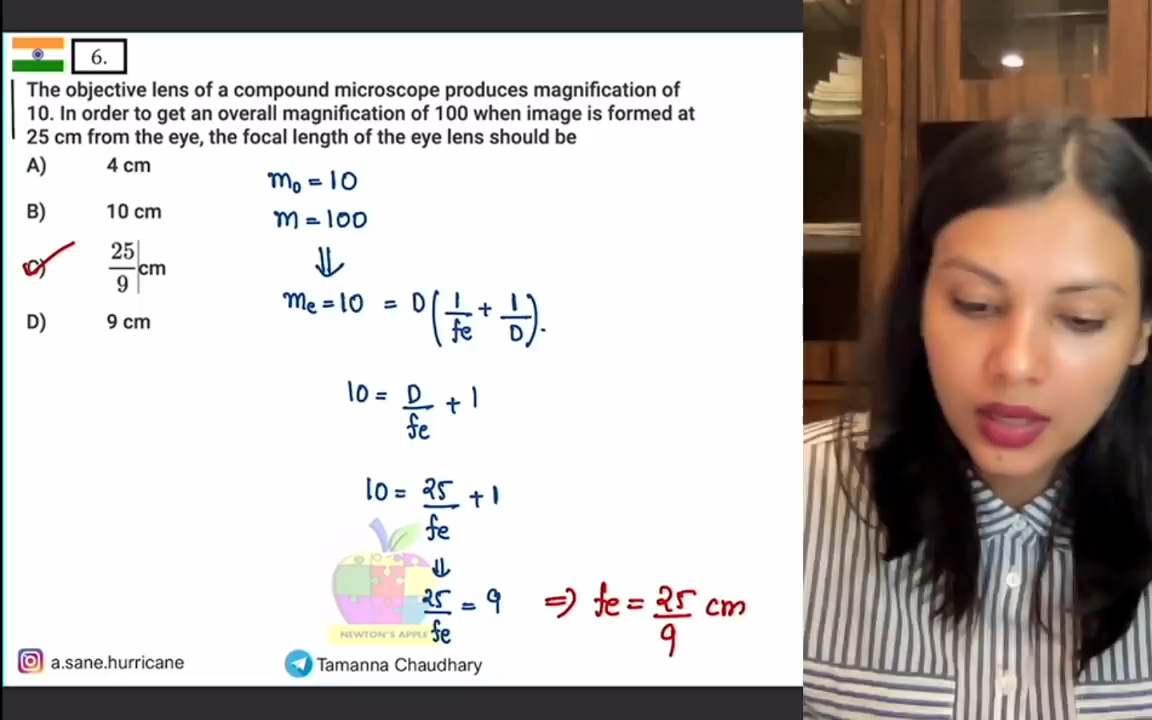 6.
The objective lens of a compound microscope produces magnification of
10. In order to get an overall magnification of 100 when image is formed at
25 cm from the eye, the focal length of the eye lens should be
A) 4 cm
B) 10 cm
C) 25/9 cm
D) 9 cm
m₀ = 10
m = 100
⇓
mₑ = 10 = D(1/fe + 1/D).
10 = D/fe + 1
10 = 25/fe + 1
⇓
25/fe = 9 ⇒ fe = 25/9 cm
NEWTON'S APPLE
a.sane.hurricane
Tamanna Chaudhary